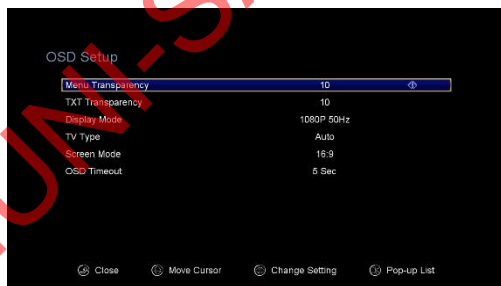 OSD Setup
Menu Transparency 10
TXT Transparency 10
Display Mode 1080P 50Hz
TV Type Auto
Screen Mode 16:9
OSD Timeout 5 Sec
Close Move Cursor Change Setting Pop-up List